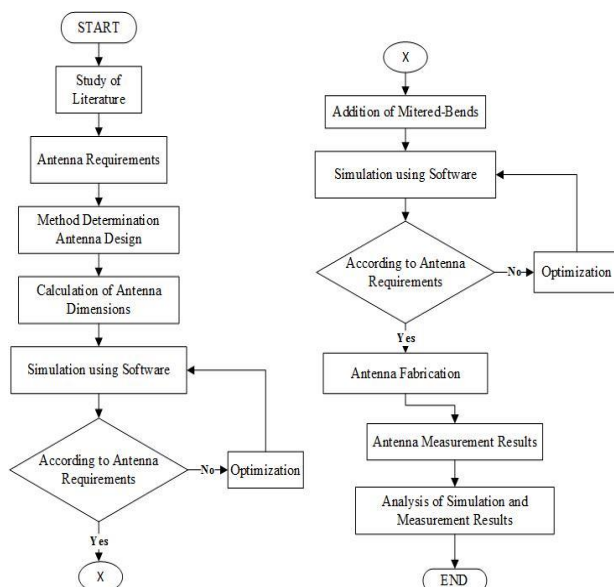 START
Study of
Literature
Antenna Requirements
Method Determination
Antenna Design
Calculation of Antenna
Dimensions
Simulation using Software
According to Antenna
Requirements
No
Optimization
Yes
X
X
Addition of Mitered-Bends
Simulation using Software
According to Antenna
Requirements
No
Optimization
Yes
Antenna Fabrication
Antenna Measurement Results
Analysis of Simulation and
Measurement Results
END